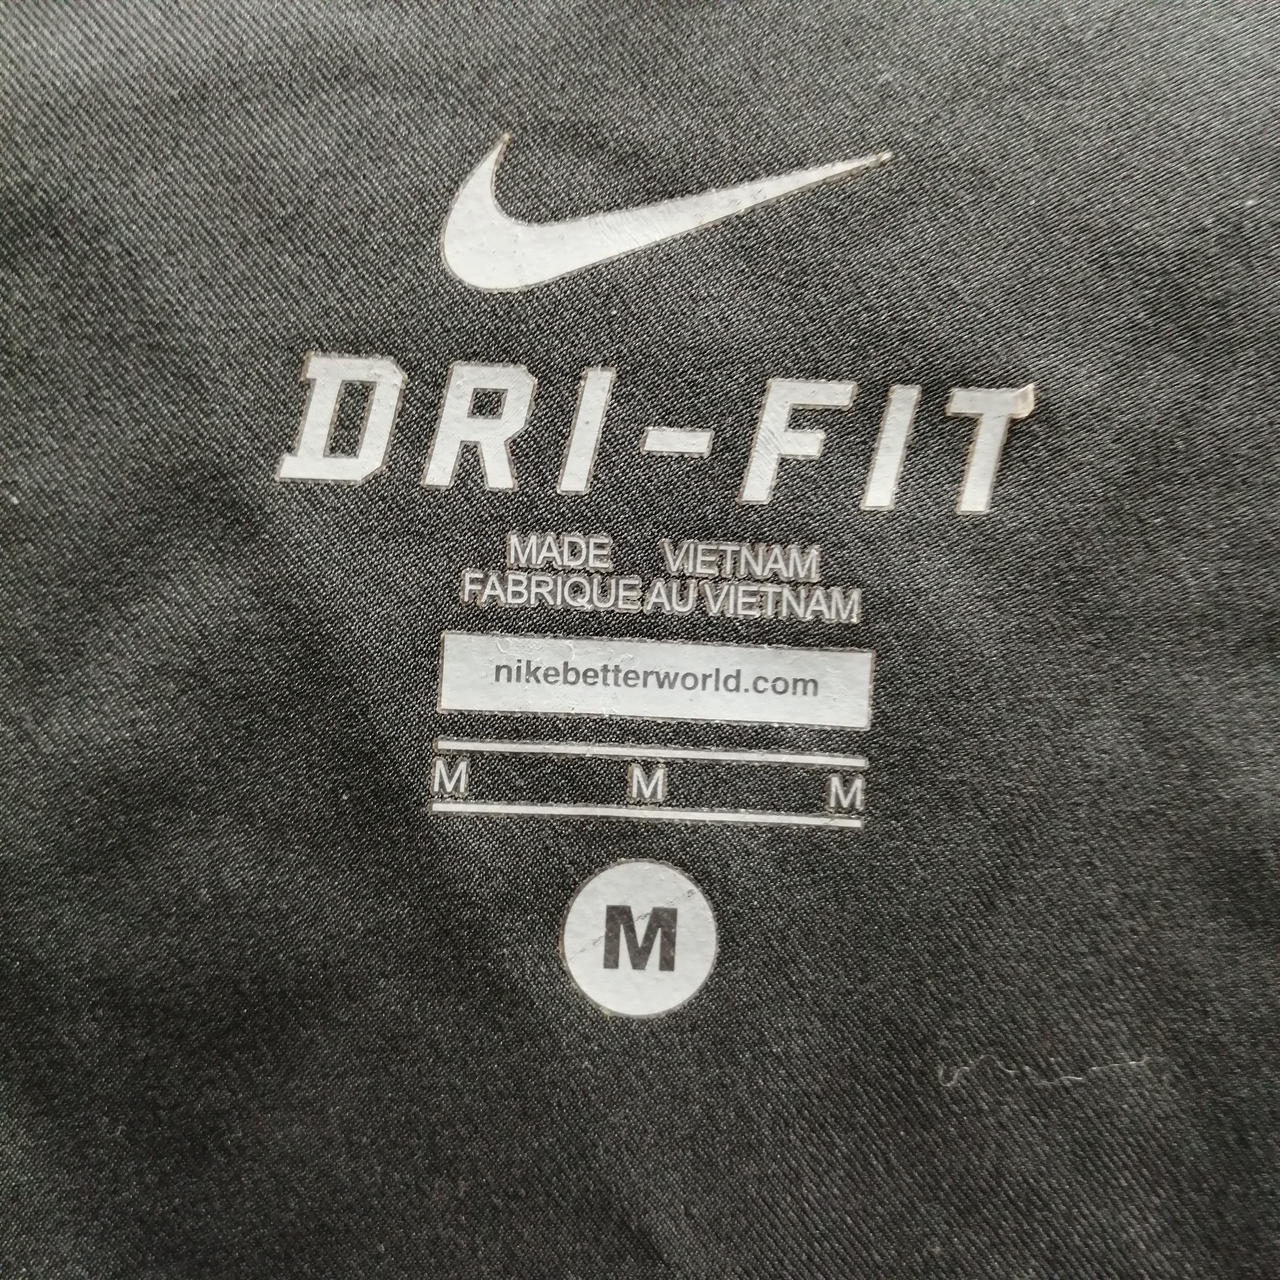 DRI-FIT
MADE VIETNAM
FABRIQUE AU VIETNAM
nikebetterworld.com
M M M
M